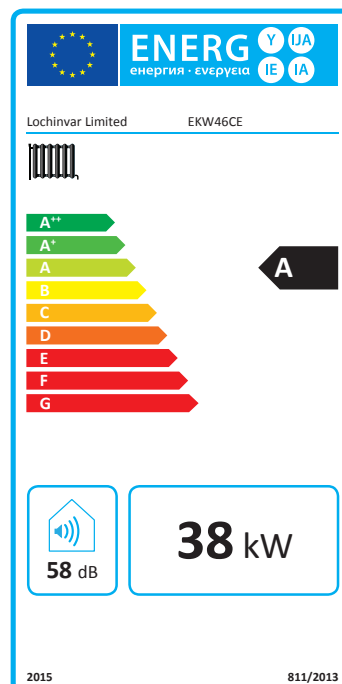 ENERG Y IJA
енергия · ενεργεια IE IA
Lochinvar Limited EKW46CE
A++
A+
A
A
B
C
D
E
F
G
58 dB
38 kW
2015 811/2013